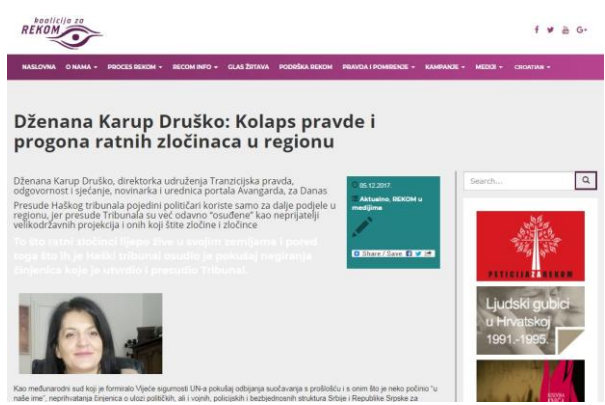 koalicija za
REKOM
NASLOVNA O NAMA PROCES REKOM RECOM INFO GLAS ŽRTAVA PODRŠKA REKOM PRAVDA I POMIRENJE KAMPANJE MEDIJI CROATIAN
Dženana Karup Druško: Kolaps pravde i
progona ratnih zločinaca u regionu
Dženana Karup Druško, direktorka udruženja Tranzicijska pravda,
odgovornost i sjećanje, novinarka i urednica portala Avangarda, za Danas
Presude Haškog tribunala pojedini političari koriste samo za dalje podjele u
regionu, jer presude Tribunala su već odavno “osuđene” kao neprijatelji
velikodržavnih projekcija i onih koji štite zločine i zločince
To što ratni zločinci lijepo žive u svojim zemljama i pored
toga što ih je Haški tribunal osudio je pokušaj negiranja
činjenica koje je utvrdio i presudio Tribunal.
05.12.2017.
Aktualno, REKOM u
medijima
Share / Save
Search...
PETICIJA ZA REKOM
Ljudski gubici
u Hrvatskoj
1991.-1995.
Kao međunarodni sud koji je formiralo Vijeće sigurnosti UN-a pokušaj odbijanja suočavanja s prošlošću i s onim što je neko počinio “u
naše ime”, neprihvatanja činjenica o ulozi političkih, ali i vojnih, policijskih i bezbjednosnih struktura Srbije i Republike Srpske za